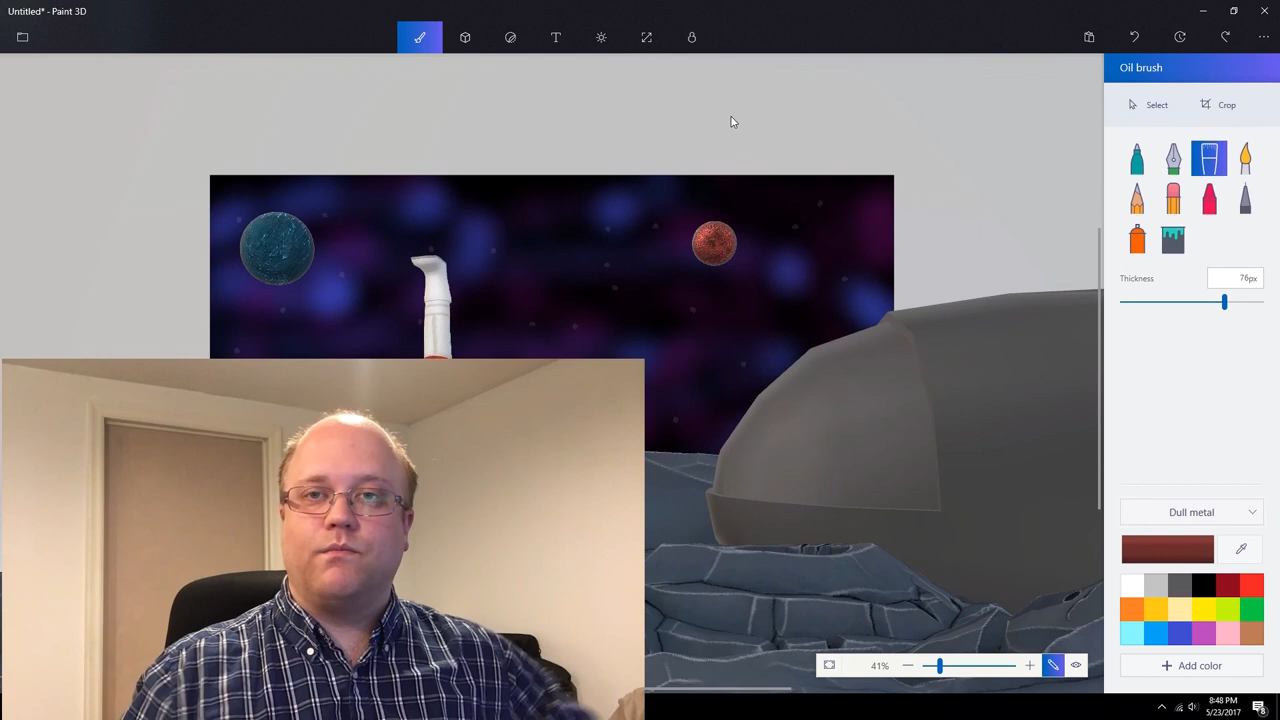 Untitled* - Paint 3D
Oil brush
Select
Crop
Thickness
76px
Dull metal
Add color
41%
8:48 PM
5/23/2017
8